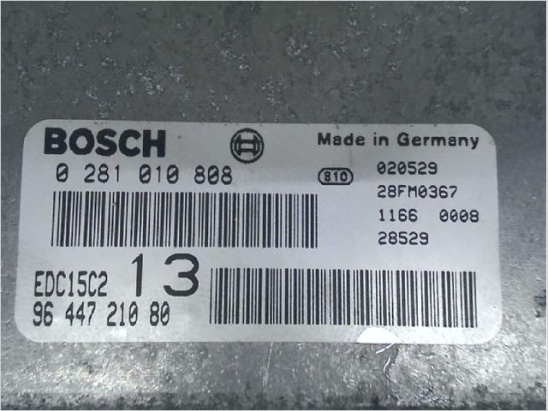 BOSCH
Made in Germany
0 281 010 808
810
020529
28FM0367
1166 0008
28529
EDC15C2 13
96 447 210 80